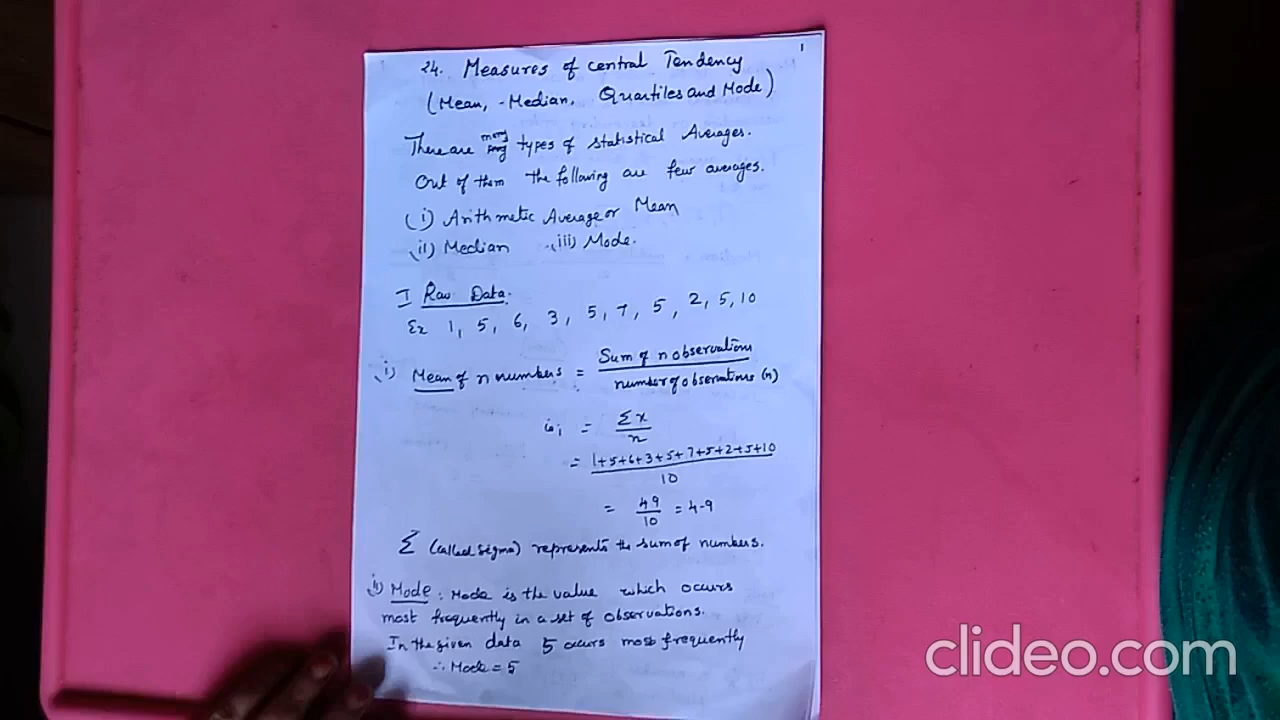 1
24. Measures of central Tendency
(Mean, Median, Quartiles and Mode)
There are many types of statistical Averages.
Out of them the following are few averages.
(i) Arithmetic Average or Mean
(ii) Median (iii) Mode.
I Raw Data.
Ex 1, 5, 6, 3, 5, 7, 5, 2, 5, 10
(i) Mean of n numbers = Sum of n observations / number of observations (n)
ie; = Σx / n
= 1+5+6+3+5+7+5+2+5+10 / 10
= 49 / 10 = 4.9
Σ (called sigma) represents the sum of numbers.
(ii) Mode : Mode is the value which occurs
most frequently in a set of observations.
In the given data 5 occurs most frequently
∴ Mode = 5
clideo.com